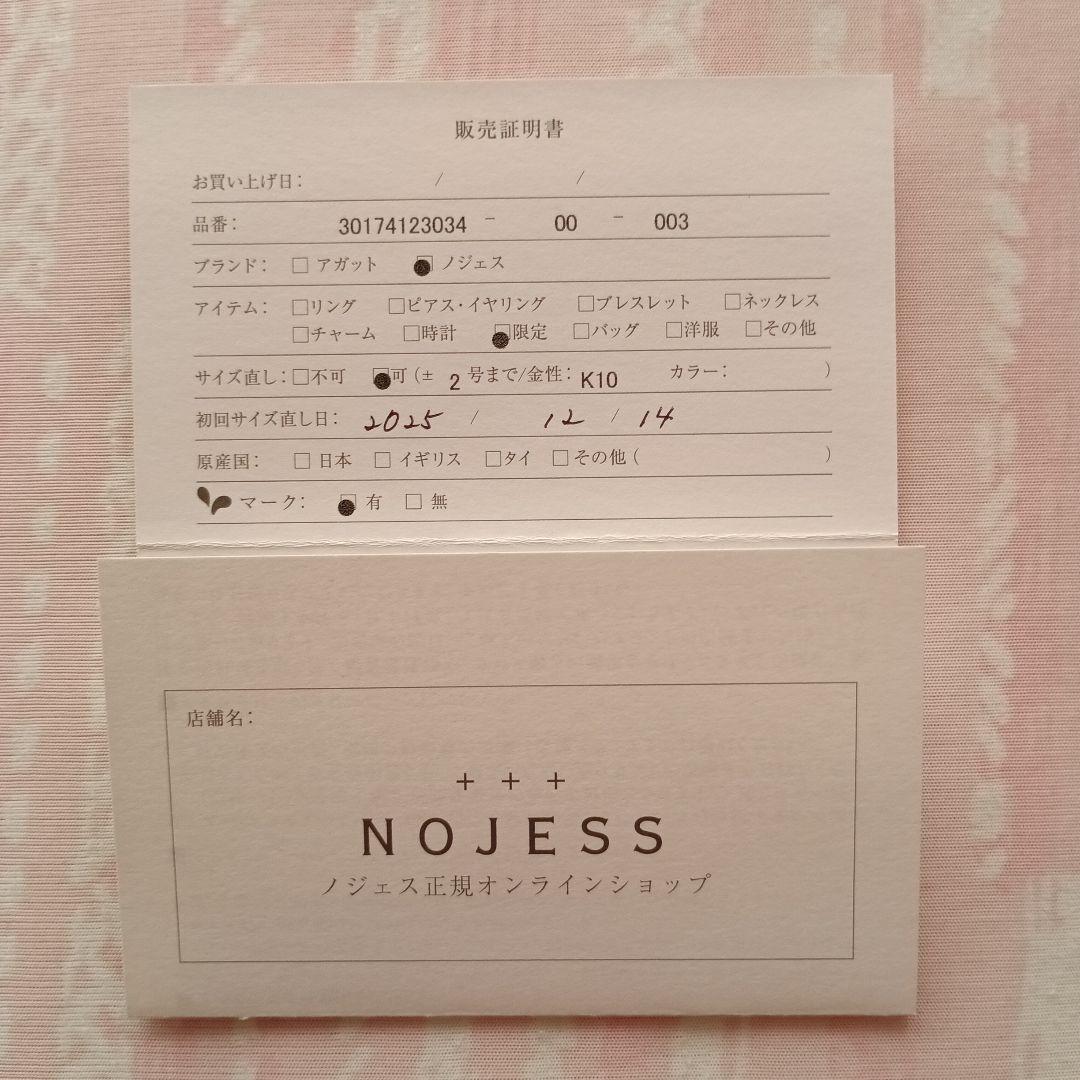 販売証明書
お買い上げ日： / /
品番： 30174123034 － 00 － 003
ブランド： □ アガット ● ノジェス
アイテム： □リング □ピアス・イヤリング □ブレスレット □ネックレス
□チャーム □時計 ●限定 □バッグ □洋服 □その他
サイズ直し：□不可 ●可（± 2 号まで/金性： K10 カラー： ）
初回サイズ直し日： 2025 / 12 / 14
原産国： □ 日本 □ イギリス □タイ □その他（ ）
マーク： ● 有 □ 無
店舗名：
+ + +
NOJESS
ノジェス正規オンラインショップ